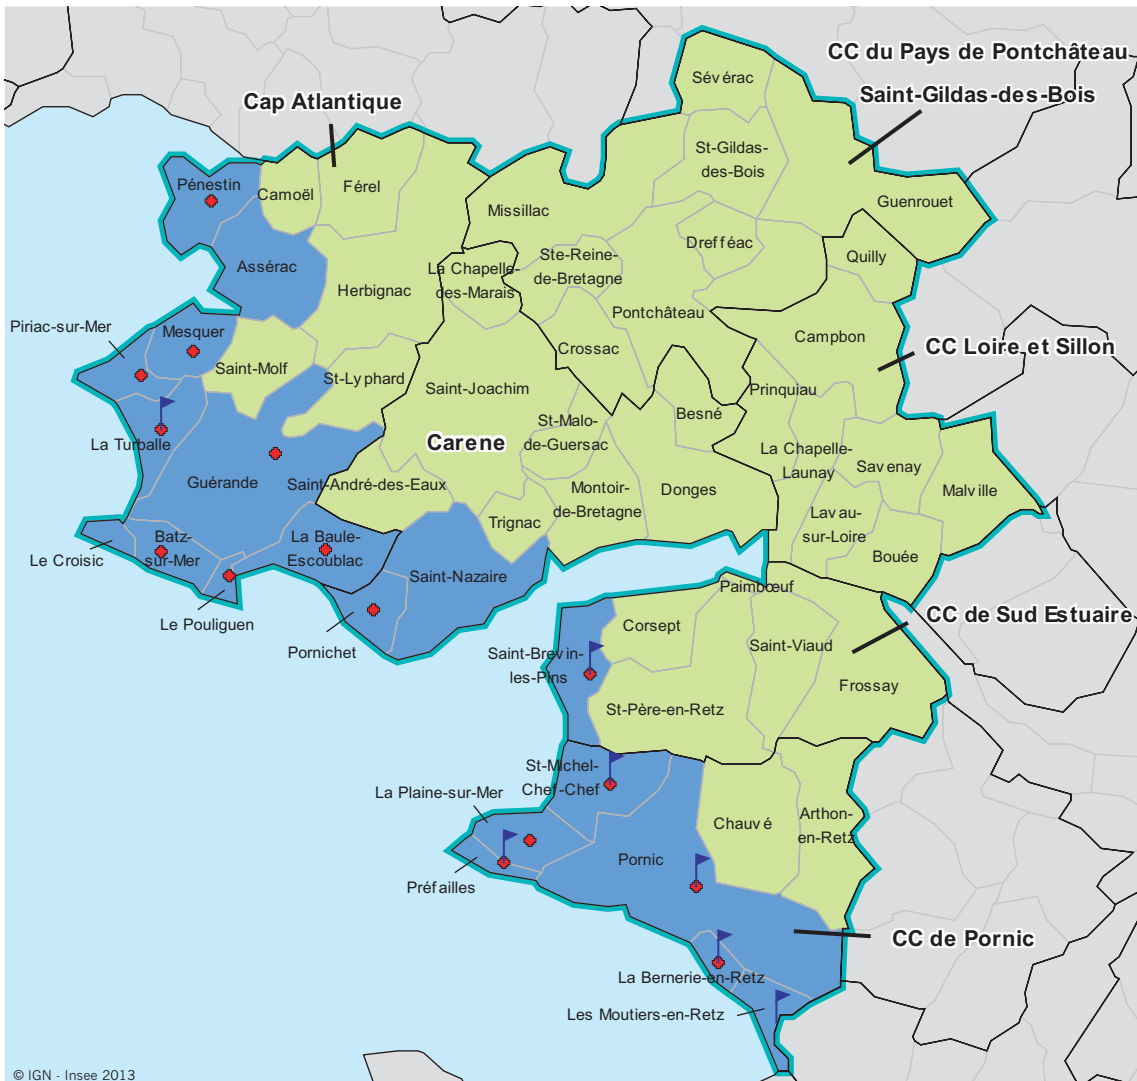 CC du Pays de Pontchâteau
Saint-Gildas-des-Bois
Cap Atlantique
Sévérac
St-Gildas-
des-Bois
Pénestin
Camoël
Férel
Guenrouet
Missillac
Drefféac
Assérac
Ste-Reine-
de-Bretagne
Quilly
La Chapelle-
des-Marais
Herbignac
Pontchâteau
Piriac-sur-Mer
Mesquer
Campbon
CC Loire et Sillon
Crossac
Saint-Molf
St-Lyphard
Saint-Joachim
Prinquiau
Besné
St-Malo-
de-Guersac
La Turballe
Carene
La Chapelle-
Launay
Savenay
Guérande
Saint-André-des-Eaux
Montoir-
de-Bretagne
Donges
Malville
Trignac
Lavau-
sur-Loire
Batz-
sur-Mer
La Baule-
Escoublac
Le Croisic
Bouée
Saint-Nazaire
Paimbœuf
Le Pouliguen
Corsept
CC de Sud Estuaire
Pornichet
Saint-Brevin-
les-Pins
Saint-Viaud
Frossay
St-Père-en-Retz
St-Michel-
Chef-Chef
La Plaine-sur-Mer
Chauvé
Arthon-
en-Retz
Pornic
Préfailles
CC de Pornic
La Bernerie-en-Retz
Les Moutiers-en-Retz
© IGN - Insee 2013